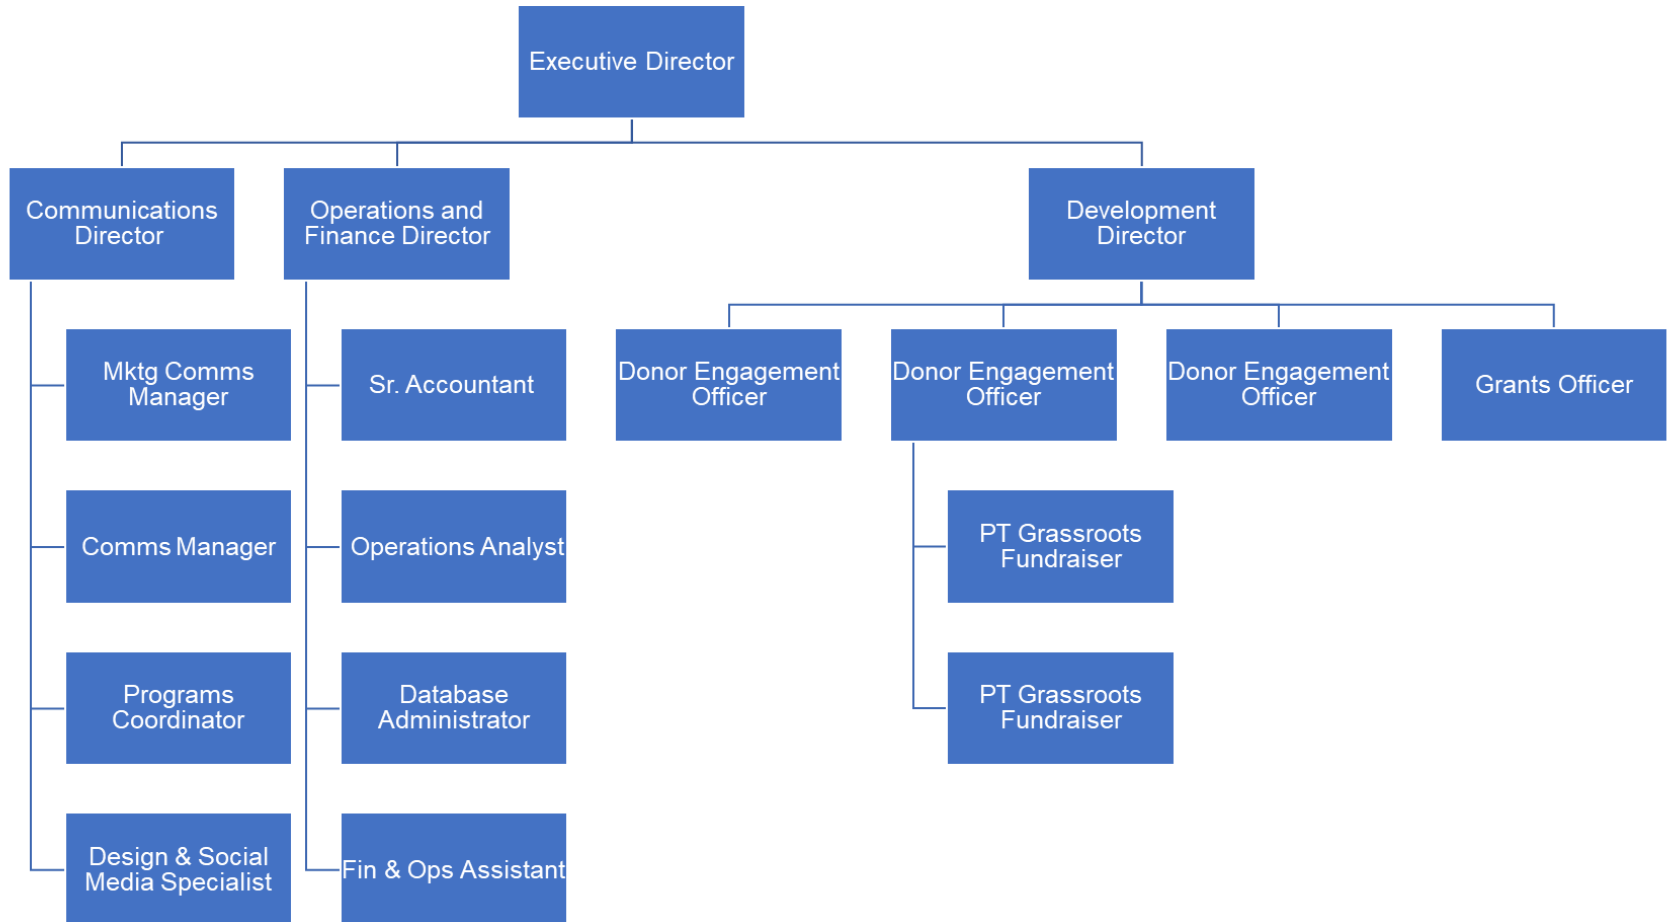 Executive Director
Communications
Director
Operations and
Finance Director
Development
Director
Mktg Comms
Manager
Sr. Accountant
Donor Engagement
Officer
Donor Engagement
Officer
Donor Engagement
Officer
Grants Officer
Comms Manager
Operations Analyst
PT Grassroots
Fundraiser
Programs
Coordinator
Database
Administrator
PT Grassroots
Fundraiser
Design & Social
Media Specialist
Fin & Ops Assistant